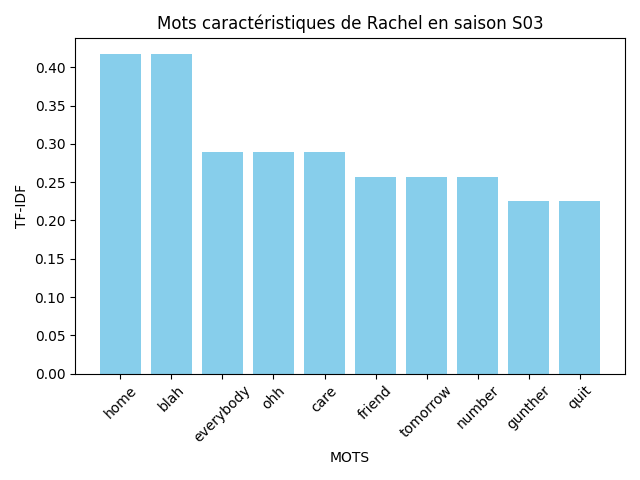 Mots caractéristiques de Rachel en saison S03
TF-IDF
0.40
0.35
0.30
0.25
0.20
0.15
0.10
0.05
0.00
home
blah
everybody
ohh
care
friend
tomorrow
number
gunther
quit
MOTS